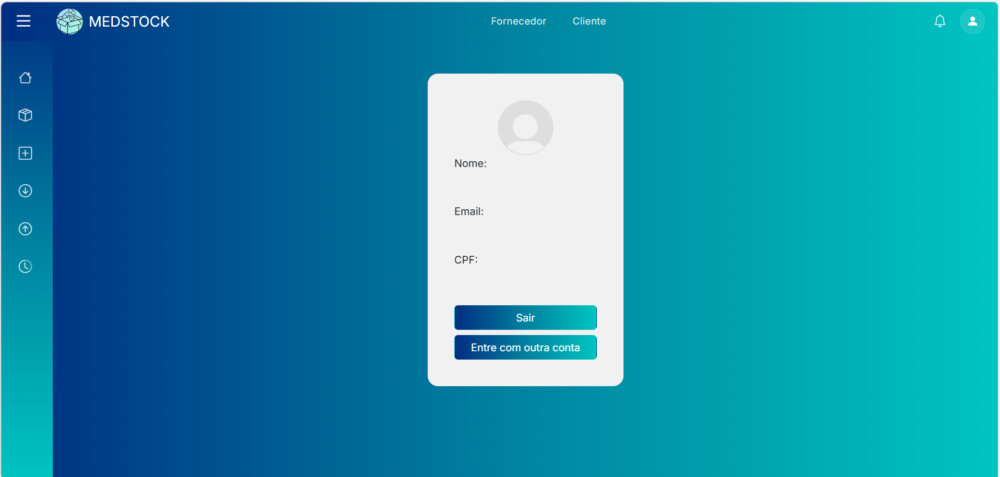 MEDSTOCK
Fornecedor
Cliente
Nome:
Email:
CPF:
Sair
Entre com outra conta